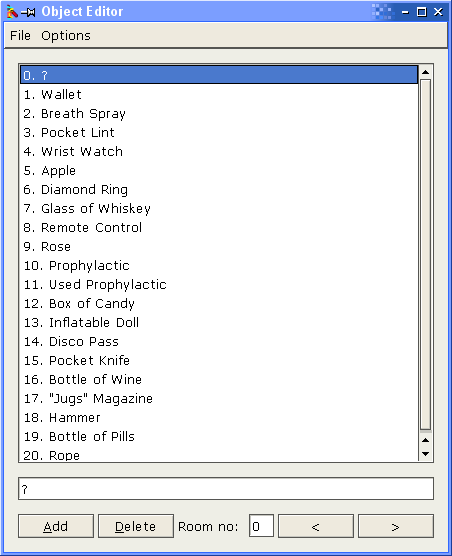 Object Editor
File Options
0. ?
1. Wallet
2. Breath Spray
3. Pocket Lint
4. Wrist Watch
5. Apple
6. Diamond Ring
7. Glass of Whiskey
8. Remote Control
9. Rose
10. Prophylactic
11. Used Prophylactic
12. Box of Candy
13. Inflatable Doll
14. Disco Pass
15. Pocket Knife
16. Bottle of Wine
17. "Jugs" Magazine
18. Hammer
19. Bottle of Pills
20. Rope
?
Add Delete Room no: 0 < >